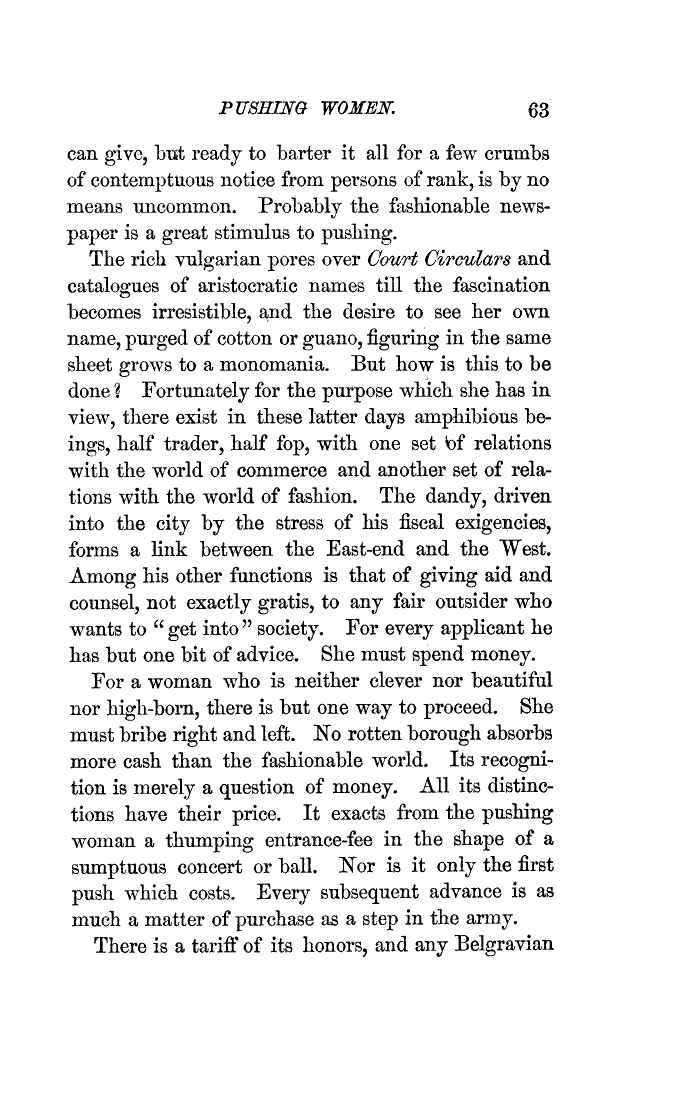 PUSHING WOMEN. 63
can give, but ready to barter it all for a few crumbs
of contemptuous notice from persons of rank, is by no
means uncommon. Probably the fashionable news-
paper is a great stimulus to pushing.
The rich vulgarian pores over Court Circulars and
catalogues of aristocratic names till the fascination
becomes irresistible, and the desire to see her own
name, purged of cotton or guano, figuring in the same
sheet grows to a monomania. But how is this to be
done? Fortunately for the purpose which she has in
view, there exist in these latter days amphibious be-
ings, half trader, half fop, with one set of relations
with the world of commerce and another set of rela-
tions with the world of fashion. The dandy, driven
into the city by the stress of his fiscal exigencies,
forms a link between the East-end and the West.
Among his other functions is that of giving aid and
counsel, not exactly gratis, to any fair outsider who
wants to "get into" society. For every applicant he
has but one bit of advice. She must spend money.
For a woman who is neither clever nor beautiful
nor high-born, there is but one way to proceed. She
must bribe right and left. No rotten borough absorbs
more cash than the fashionable world. Its recogni-
tion is merely a question of money. All its distinc-
tions have their price. It exacts from the pushing
woman a thumping entrance-fee in the shape of a
sumptuous concert or ball. Nor is it only the first
push which costs. Every subsequent advance is as
much a matter of purchase as a step in the army.
There is a tariff of its honors, and any Belgravian